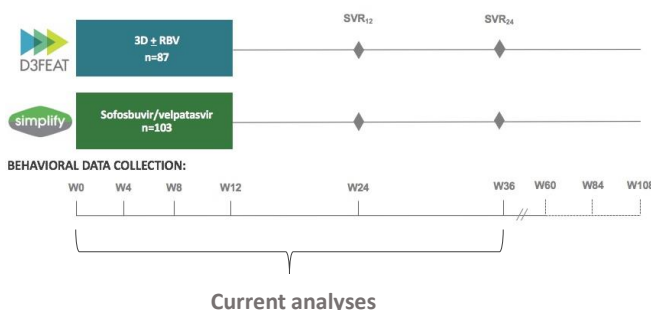 SVR12 SVR24
D3FEAT
3D ± RBV
n=87
simplify
Sofosbuvir/velpatasvir
n=103
BEHAVIORAL DATA COLLECTION:
W0 W4 W8 W12 W24 W36 W60 W84 W108
Current analyses